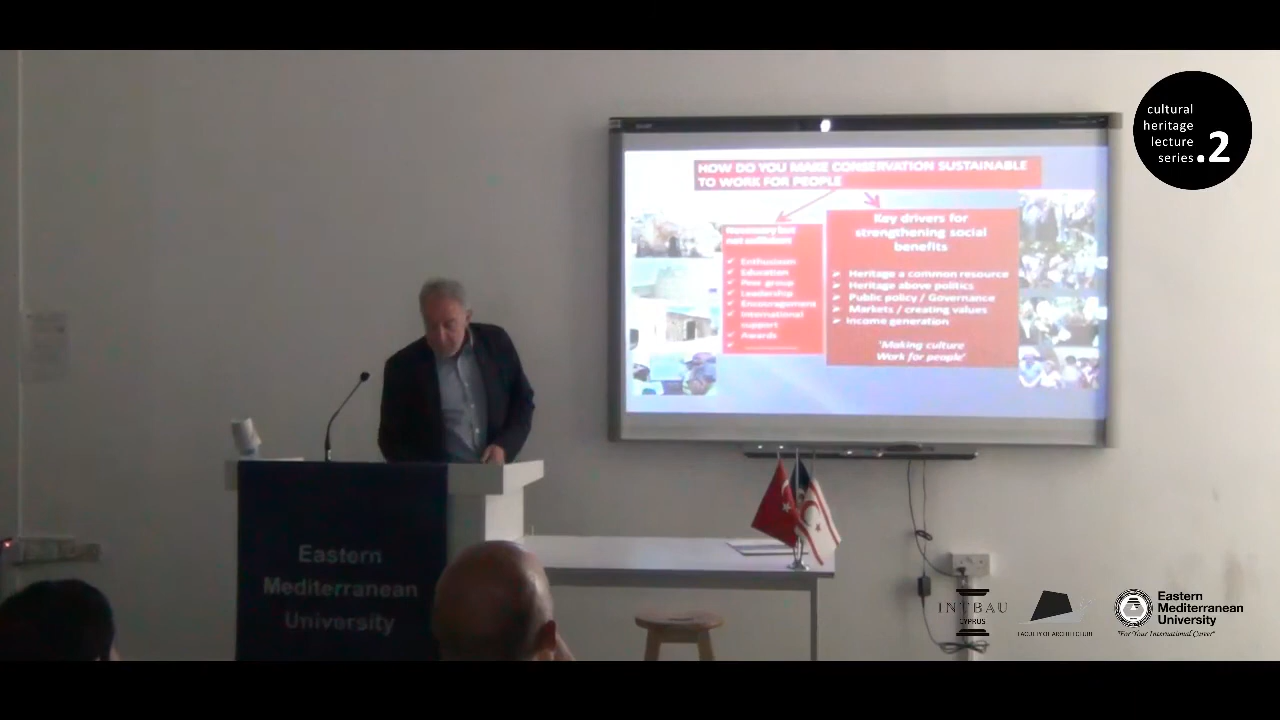 cultural
heritage
lecture
series .2
HOW DO YOU MAKE CONSERVATION SUSTAINABLE
TO WORK FOR PEOPLE
Necessary but
not sufficient
Enthusiasm
Education
Peer group
Leadership
Encouragement
International
support
Awards
Key drivers for
strengthening social
benefits
Heritage a common resource
Heritage above politics
Public policy / Governance
Markets / creating values
Income generation
'Making culture
Work for people'
Eastern
Mediterranean
University
INTBAU
CYPRUS
FACULTY OF ARCHITECTURE
Eastern
Mediterranean
University
"For Your International Career"